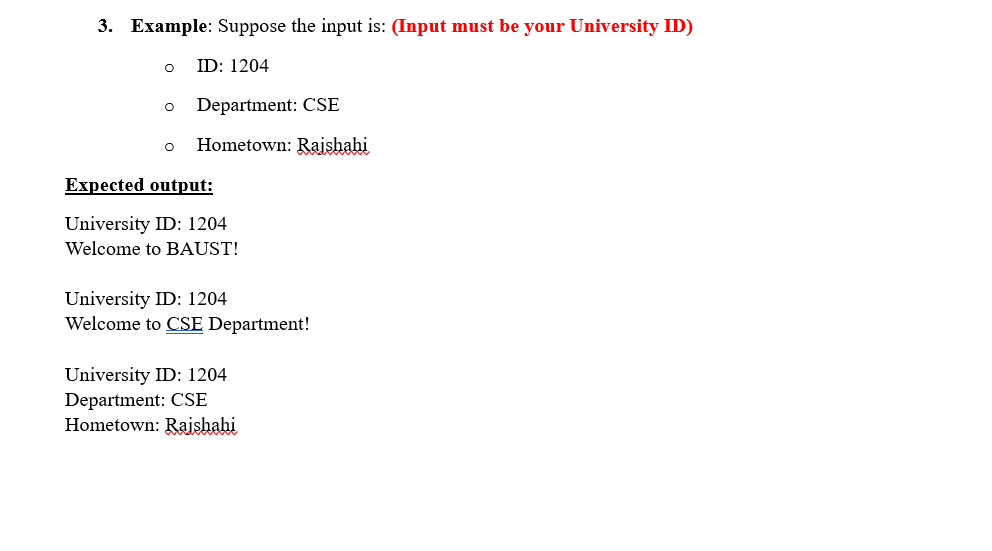 3. Example: Suppose the input is: (Input must be your University ID)
o ID: 1204
o Department: CSE
o Hometown: Rajshahi
Expected output:
University ID: 1204
Welcome to BAUST!
University ID: 1204
Welcome to CSE Department!
University ID: 1204
Department: CSE
Hometown: Rajshahi